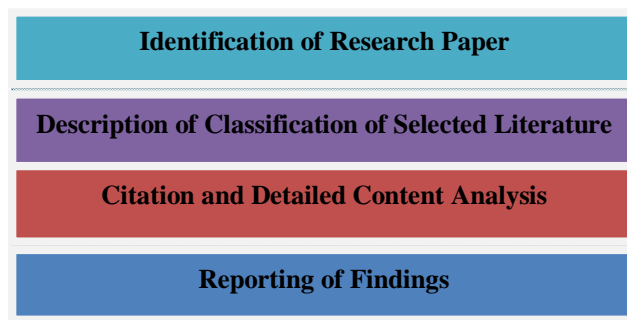 Identification of Research Paper
Description of Classification of Selected Literature
Citation and Detailed Content Analysis
Reporting of Findings